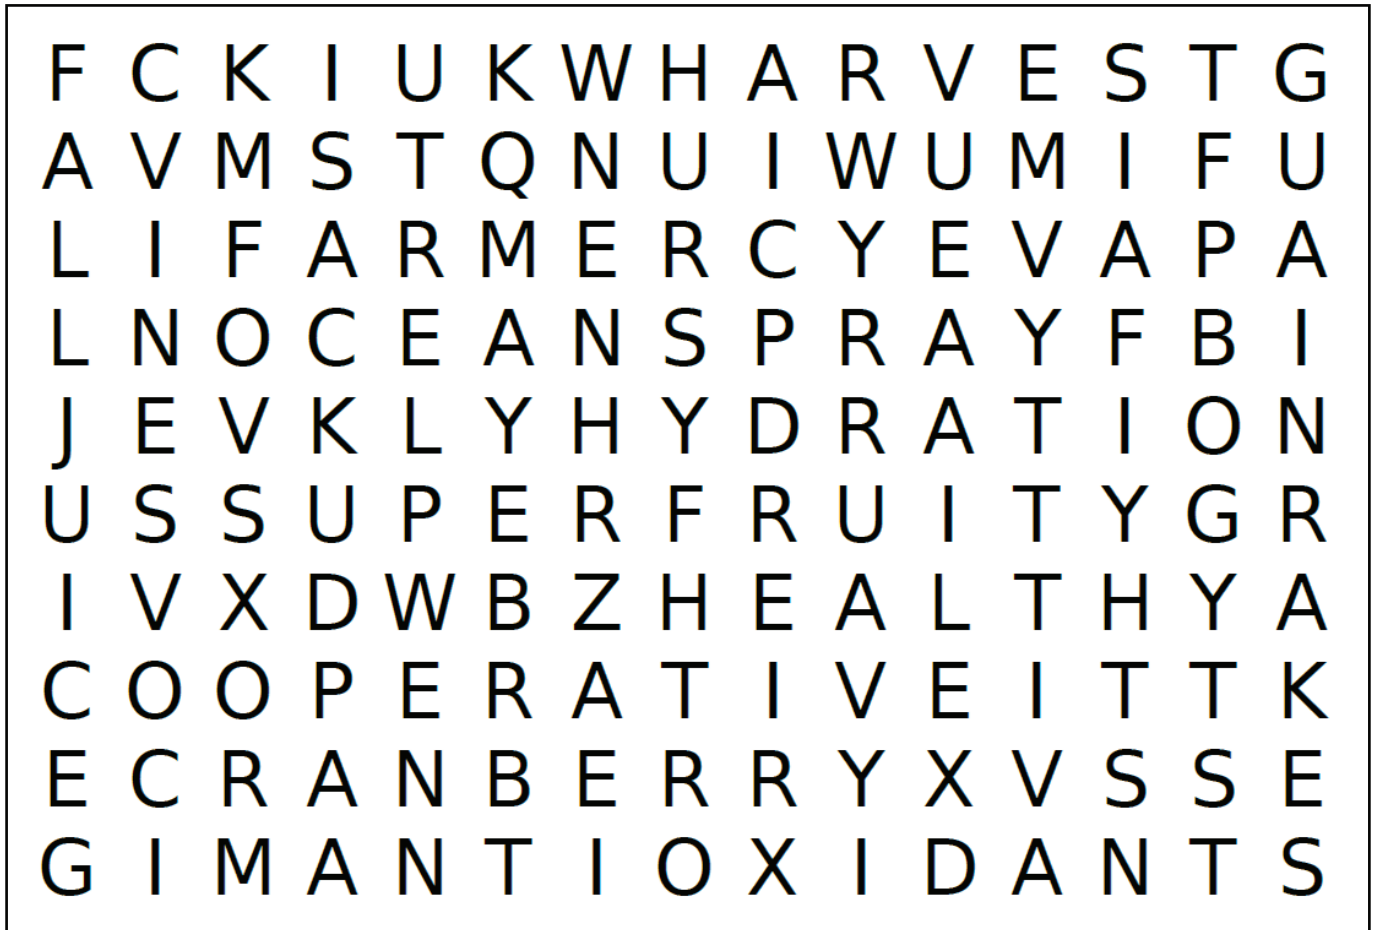 F C K I U K W H A R V E S T G
A V M S T Q N U I W U M I F U
L I F A R M E R C Y E V A P A
L N O C E A N S P R A Y F B I
J E V K L Y H Y D R A T I O N
U S S U P E R F R U I T Y G R
I V X D W B Z H E A L T H Y A
C O O P E R A T I V E I T T K
E C R A N B E R R Y X V S S E
G I M A N T I O X I D A N T S